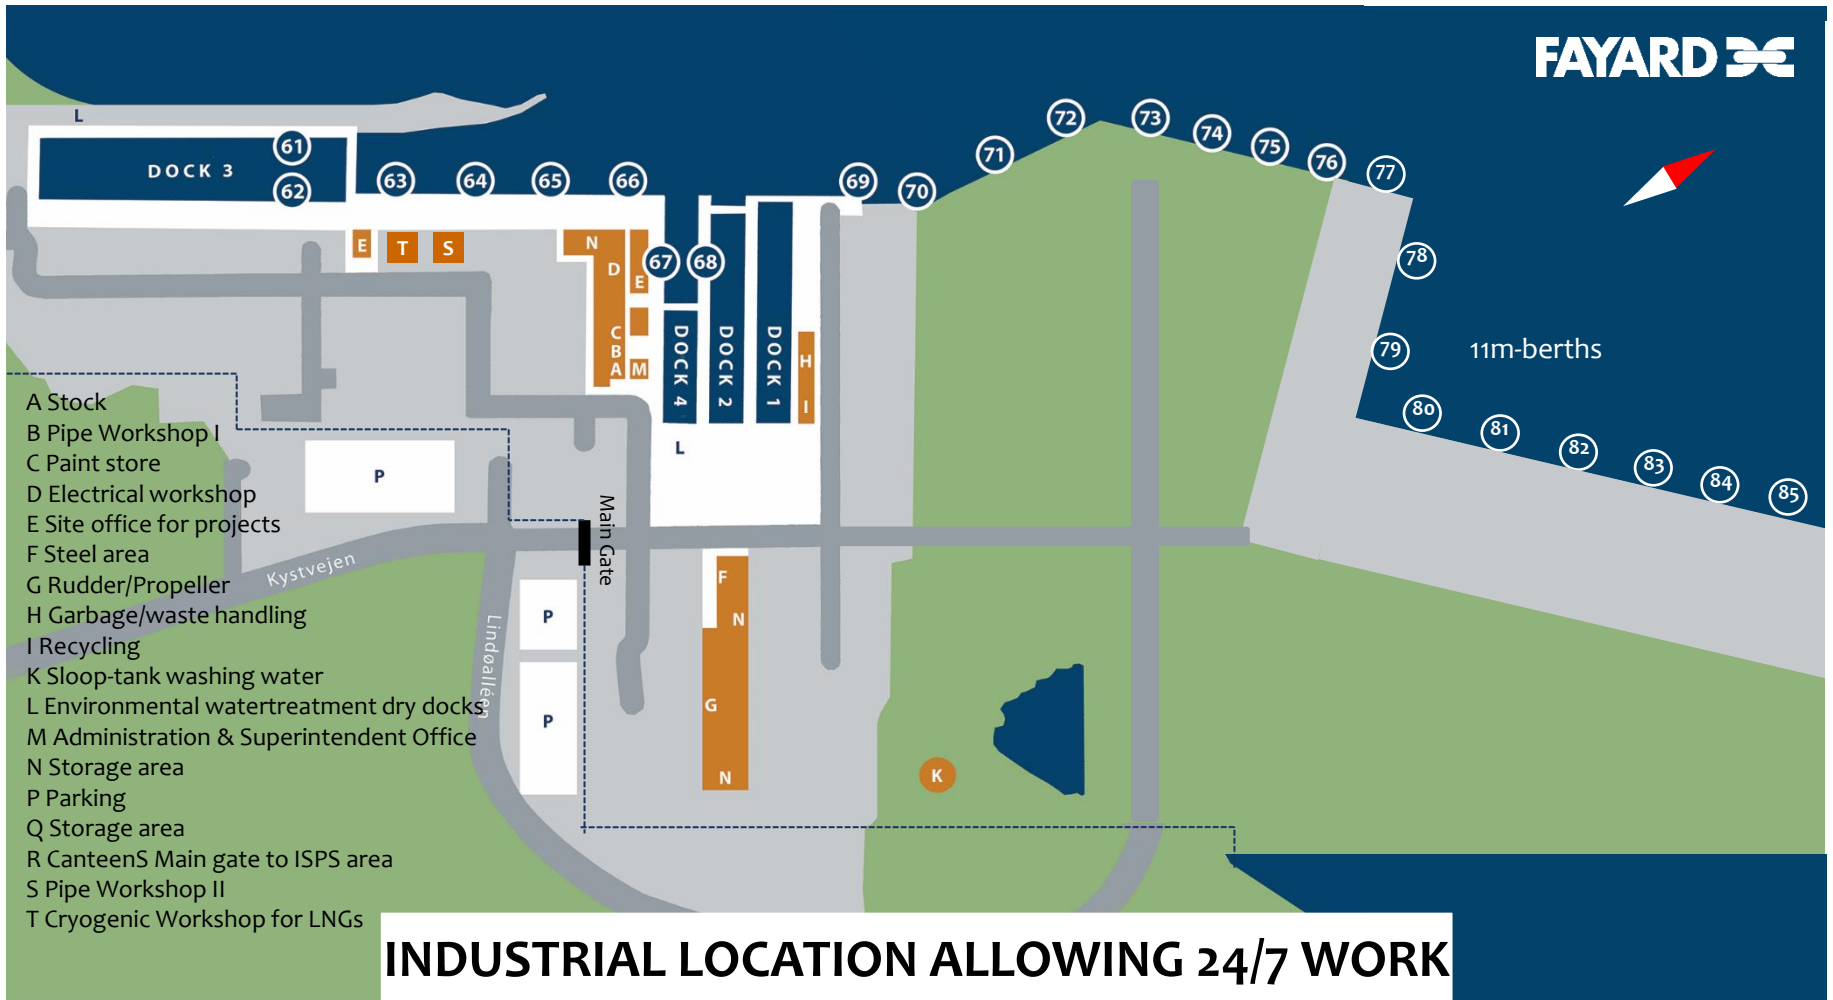 FAYARD
L
DOCK 3
61
62
63
64
65
66
67
68
69
70
71
72
73
74
75
76
77
78
79
80
81
82
83
84
85
11m-berths
E
T
S
N
D
E
C
B
A
M
DOCK 4
DOCK 2
DOCK 1
H
I
L
P
Main Gate
Kystvejen
Lindøalléen
P
P
F
N
G
N
K
A Stock
B Pipe Workshop I
C Paint store
D Electrical workshop
E Site office for projects
F Steel area
G Rudder/Propeller
H Garbage/waste handling
I Recycling
K Sloop-tank washing water
L Environmental watertreatment dry docks
M Administration & Superintendent Office
N Storage area
P Parking
Q Storage area
R CanteenS Main gate to ISPS area
S Pipe Workshop II
T Cryogenic Workshop for LNGs
INDUSTRIAL LOCATION ALLOWING 24/7 WORK